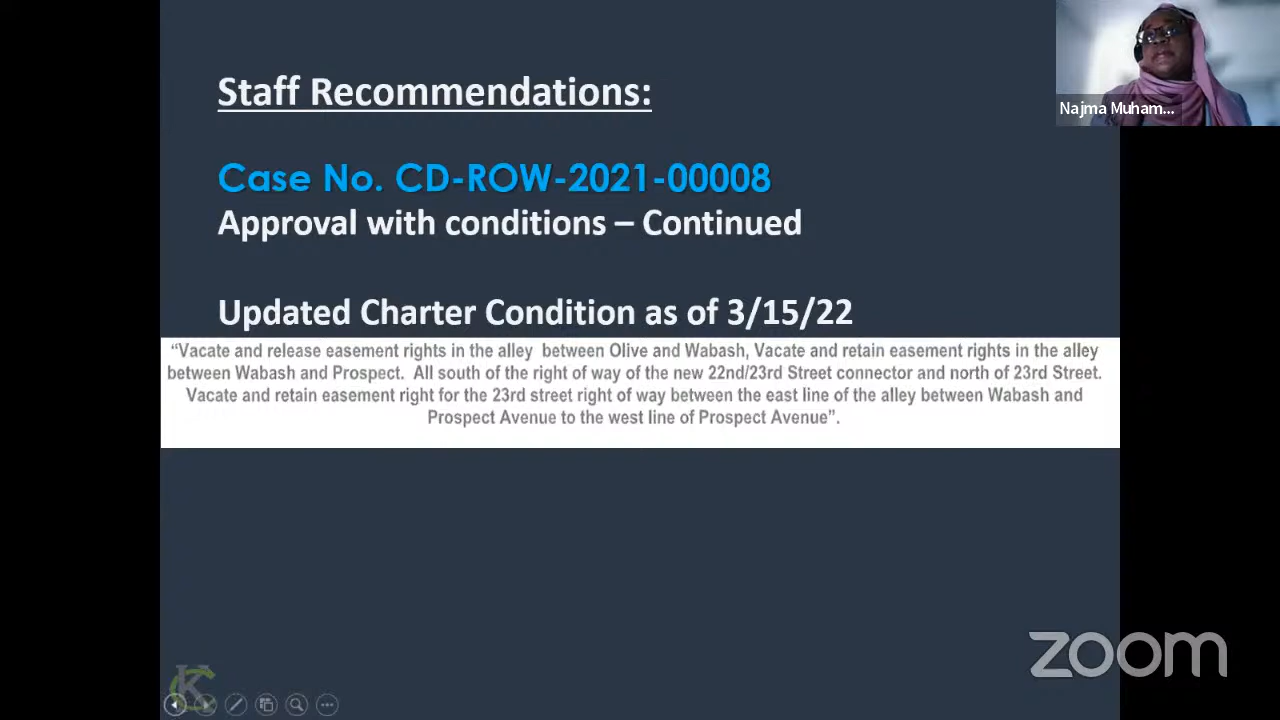 Staff Recommendations:
Najma Muham...
Case No. CD-ROW-2021-00008
Approval with conditions – Continued
Updated Charter Condition as of 3/15/22
“Vacate and release easement rights in the alley between Olive and Wabash, Vacate and retain easement rights in the alley
between Wabash and Prospect. All south of the right of way of the new 22nd/23rd Street connector and north of 23rd Street.
Vacate and retain easement right for the 23rd street right of way between the east line of the alley between Wabash and
Prospect Avenue to the west line of Prospect Avenue”.
KC
zoom